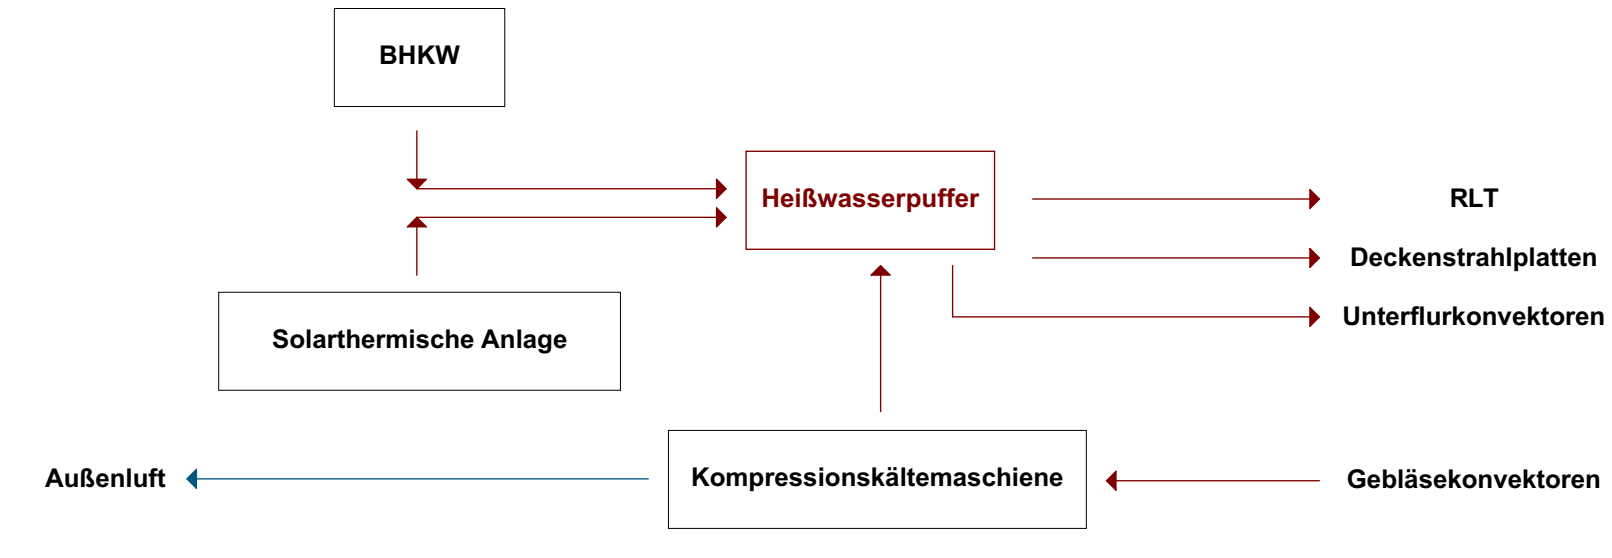 BHKW
Heißwasserpuffer
RLT
Deckenstrahlplatten
Unterflurkonvektoren
Solarthermische Anlage
Außenluft
Kompressionskältemaschiene
Gebläsekonvektoren